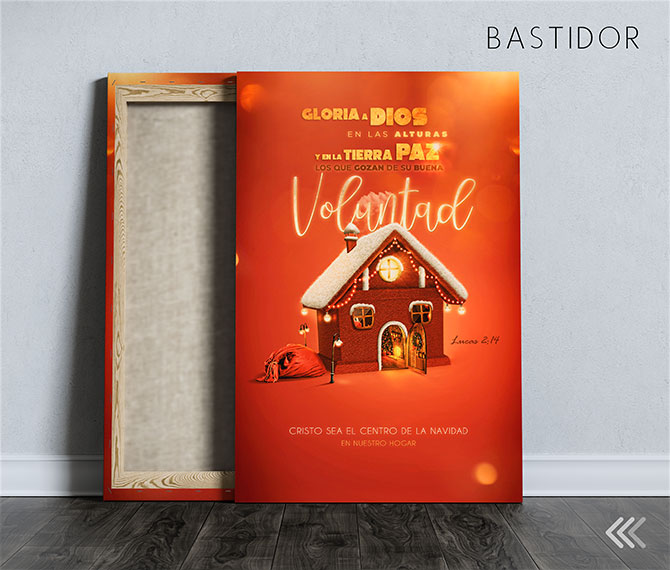 BASTIDOR
GLORIA A DIOS
EN LAS ALTURAS
Y EN LA TIERRA PAZ
LOS QUE GOZAN DE SU BUENA
Voluntad
Lucas 2:14
CRISTO SEA EL CENTRO DE LA NAVIDAD
EN NUESTRO HOGAR